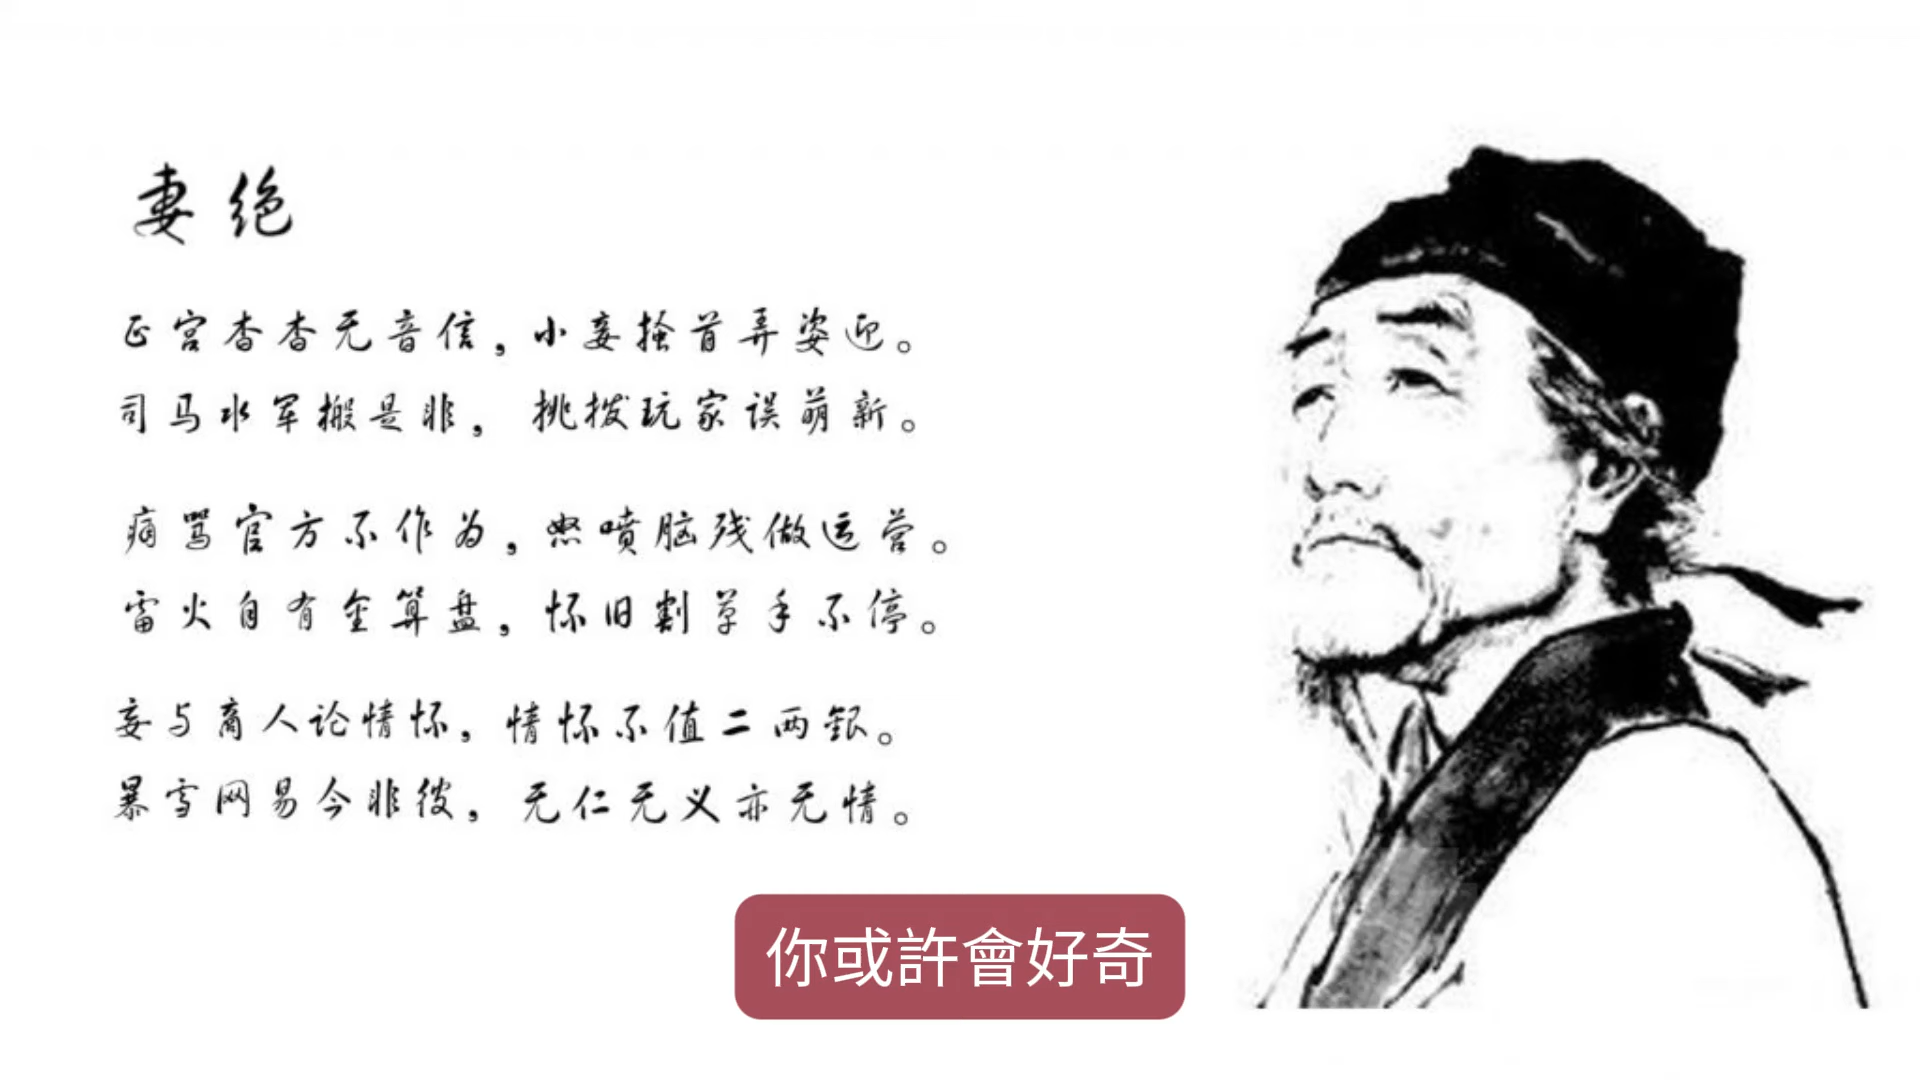 妻绝
正宫杳杳无音信，小妾搔首弄姿迎。
司马水军搬是非，挑拨玩家误萌新。
痛骂官方不作为，怒喷脑残做运营。
雷火自有金算盘，怀旧割草手不停。
妄与商人论情怀，情怀不值二两银。
暴雪网易今非彼，无仁无义亦无情。
你或許會好奇